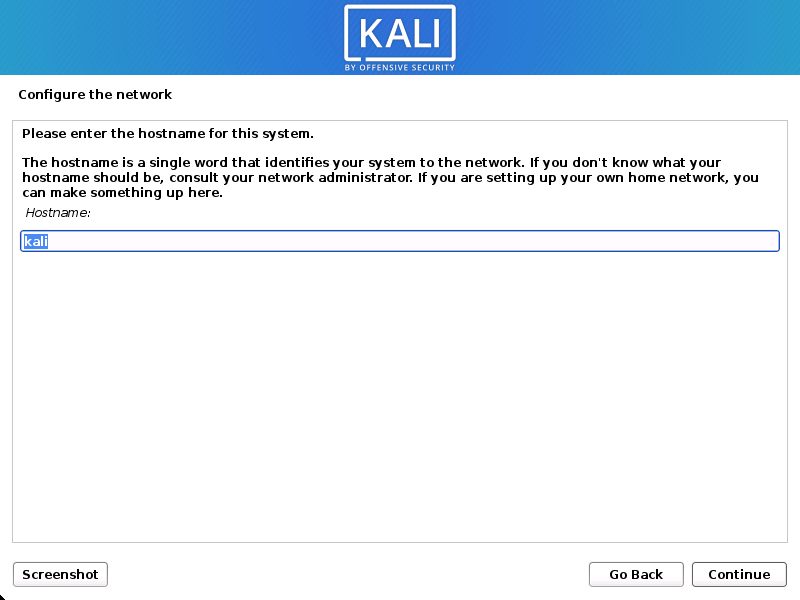 KALI
BY OFFENSIVE SECURITY
Configure the network
Please enter the hostname for this system.
The hostname is a single word that identifies your system to the network. If you don't know what your
hostname should be, consult your network administrator. If you are setting up your own home network, you
can make something up here.
Hostname:
kali
Screenshot
Go Back
Continue